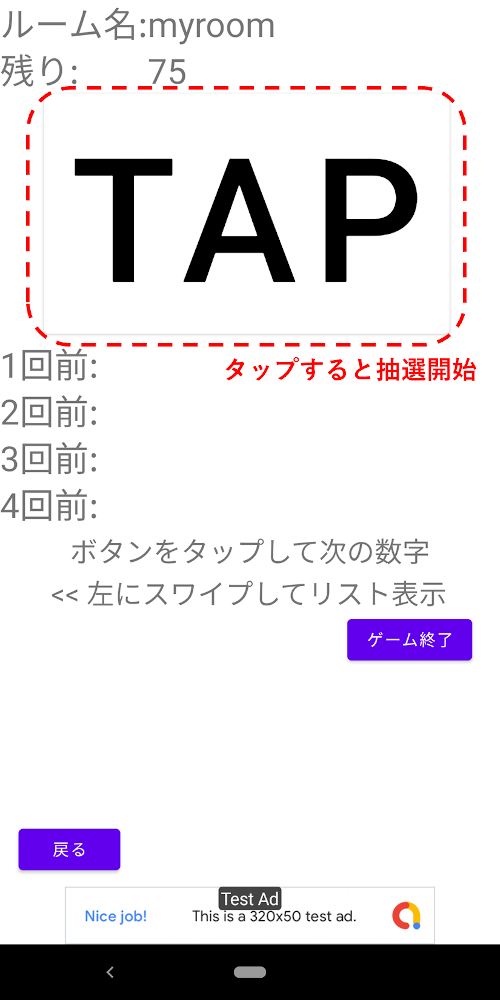 ルーム名:myroom
残り: 75
TAP
1回前:
タップすると抽選開始
2回前:
3回前:
4回前:
ボタンをタップして次の数字
<< 左にスワイプしてリスト表示
ゲーム終了
戻る
Test Ad
Nice job! This is a 320x50 test ad.